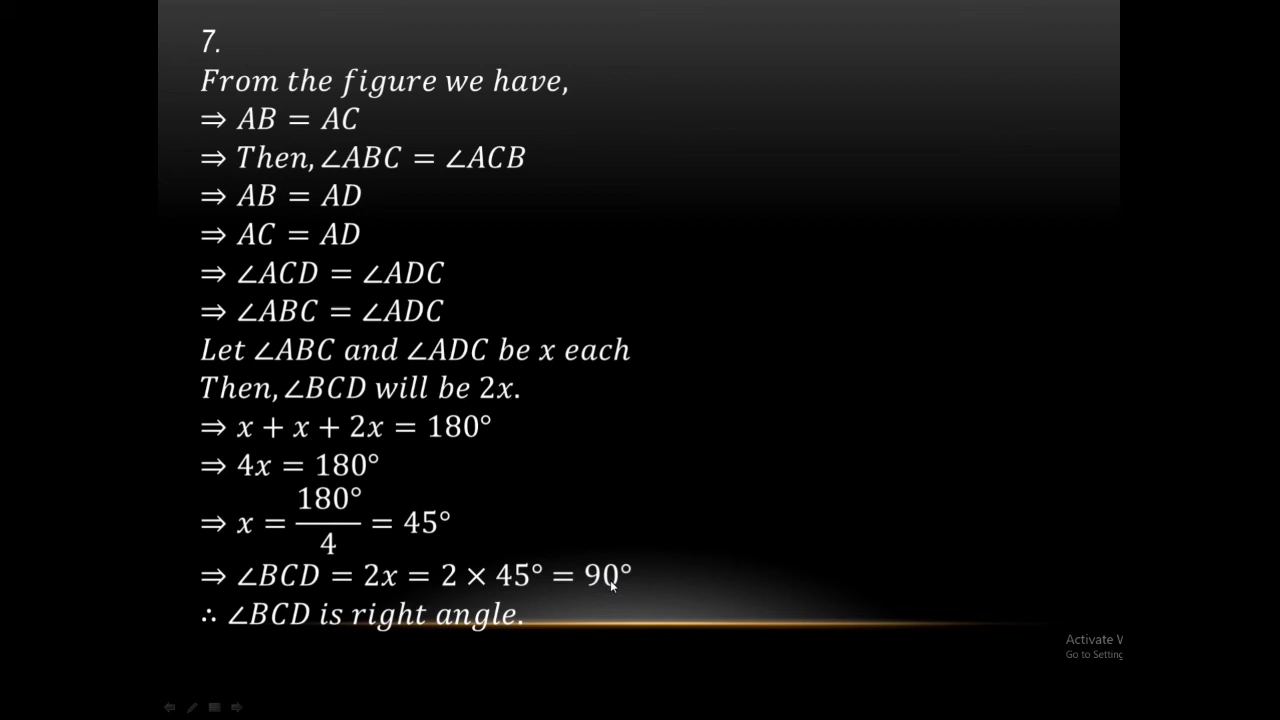 7.
From the figure we have,
⇒ AB = AC
⇒ Then, ∠ABC = ∠ACB
⇒ AB = AD
⇒ AC = AD
⇒ ∠ACD = ∠ADC
⇒ ∠ABC = ∠ADC
Let ∠ABC and ∠ADC be x each
Then, ∠BCD will be 2x.
⇒ x + x + 2x = 180°
⇒ 4x = 180°
⇒ x = 180°/4 = 45°
⇒ ∠BCD = 2x = 2 × 45° = 90°
∴ ∠BCD is right angle.
Activate
Go to Setting